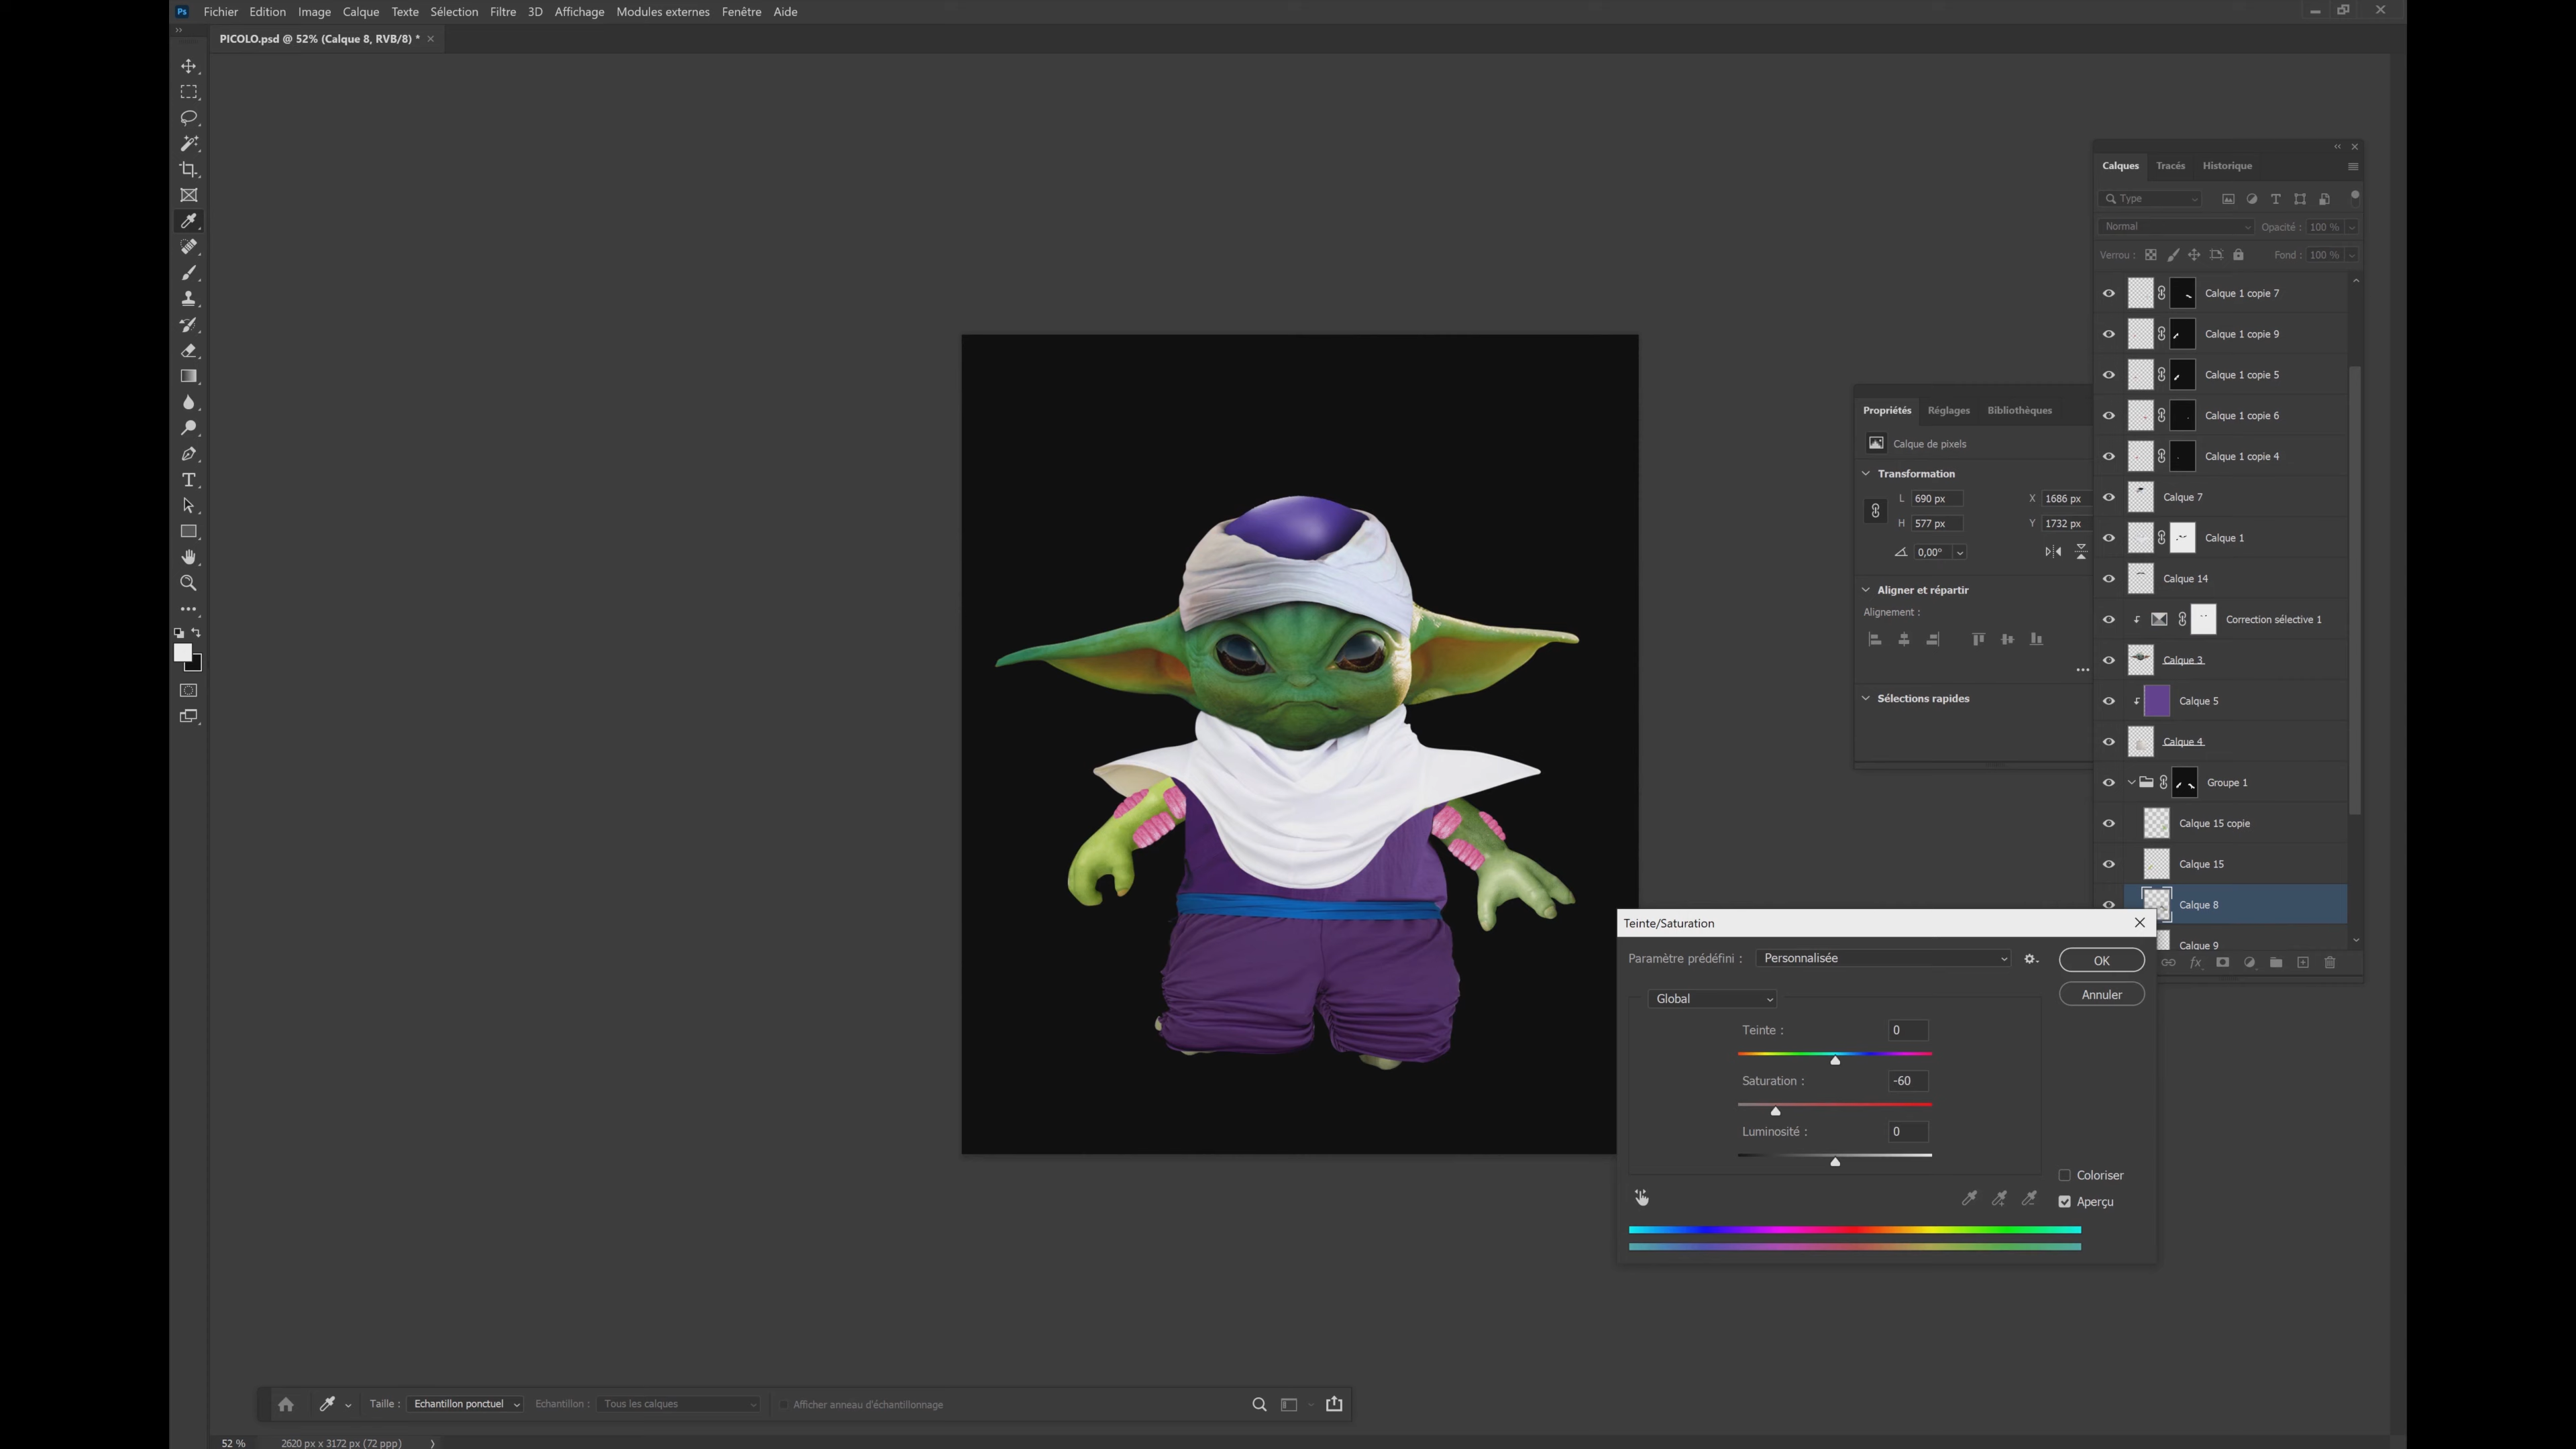 Ps Fichier Edition Image Calque Texte Sélection Filtre 3D Affichage Modules externes Fenêtre Aide
PICOLO.psd @ 52% (Calque 8, RVB/8) *
Calques Tracés Historique
Type
Normal Opacité : 100 %
Verrou : Fond : 100 %
Calque 1 copie 7
Calque 1 copie 9
Calque 1 copie 5
Calque 1 copie 6
Calque 1 copie 4
Calque 7
Calque 1
Calque 14
Correction sélective 1
Calque 3
Calque 5
Calque 4
Groupe 1
Calque 15 copie
Calque 15
Calque 8
Calque 9
fx
Propriétés Réglages Bibliothèques
Calque de pixels
Transformation
L 690 px X 1686 px
H 577 px Y 1732 px
0,00°
Aligner et répartir
Alignement :
Sélections rapides
Teinte/Saturation
Paramètre prédéfini : Personnalisée
OK
Annuler
Global
Teinte : 0
Saturation : -60
Luminosité : 0
Coloriser
Aperçu
Taille : Echantillon ponctuel Echantillon : Tous les calques Afficher anneau d'échantillonnage
52 % 2620 px x 3172 px (72 ppp)